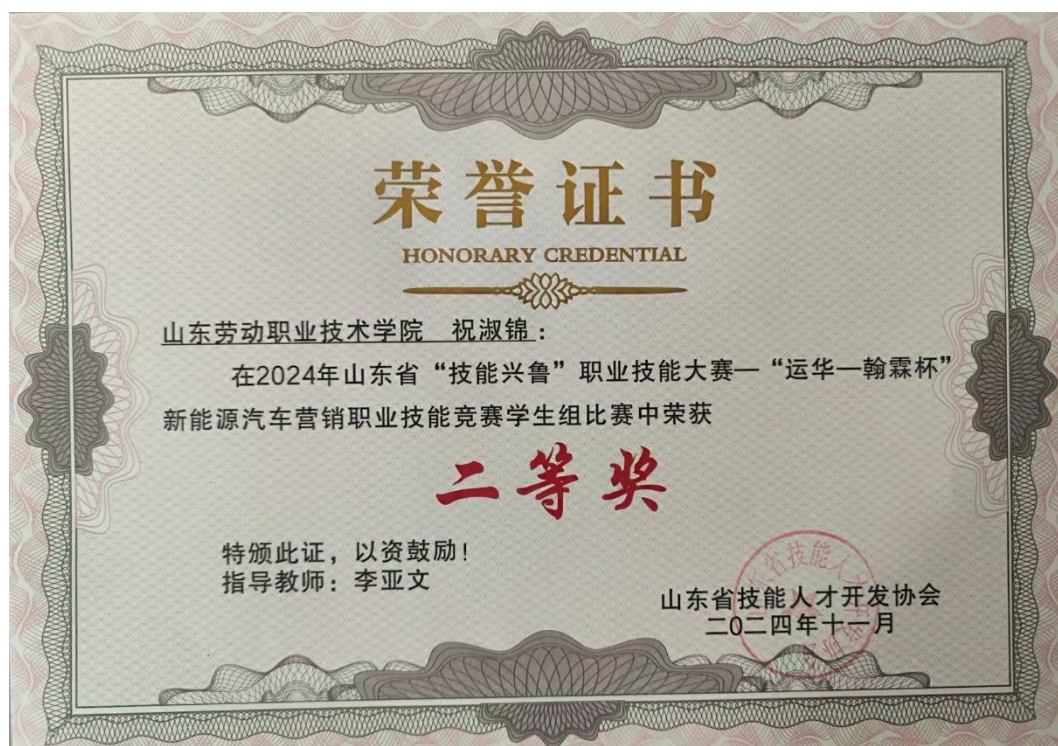 荣誉证书
HONORARY CREDENTIAL
山东劳动职业技术学院 祝淑锦：
在2024年山东省“技能兴鲁”职业技能大赛—“运华一翰霖杯”
新能源汽车营销职业技能竞赛学生组比赛中荣获
二等奖
特颁此证，以资鼓励！
指导教师：李亚文
山东省技能人才开发协会
二0二四年十一月